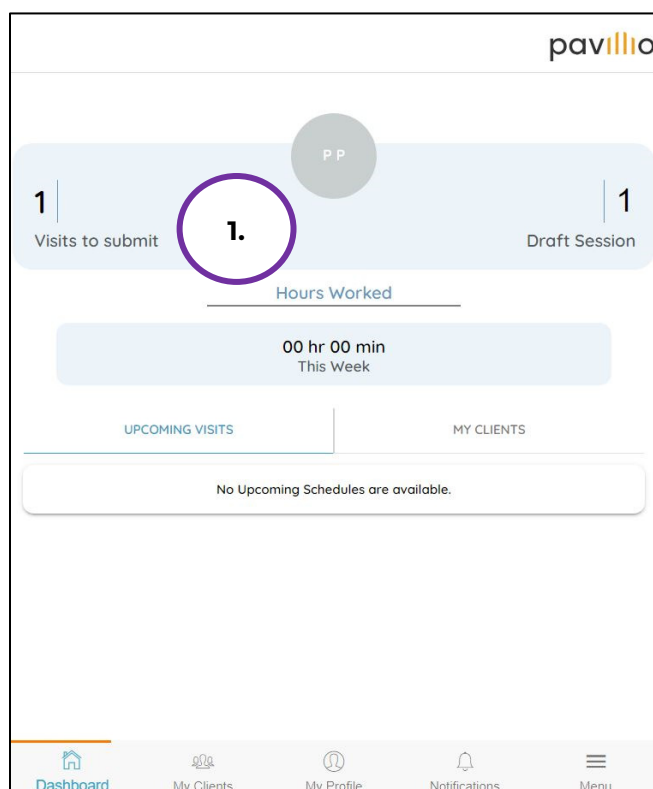 pavillio
P P
1
1
Visits to submit
1.
Draft Session
Hours Worked
00 hr 00 min
This Week
UPCOMING VISITS
MY CLIENTS
No Upcoming Schedules are available.
Dashboard
My Clients
My Profile
Notifications
Menu